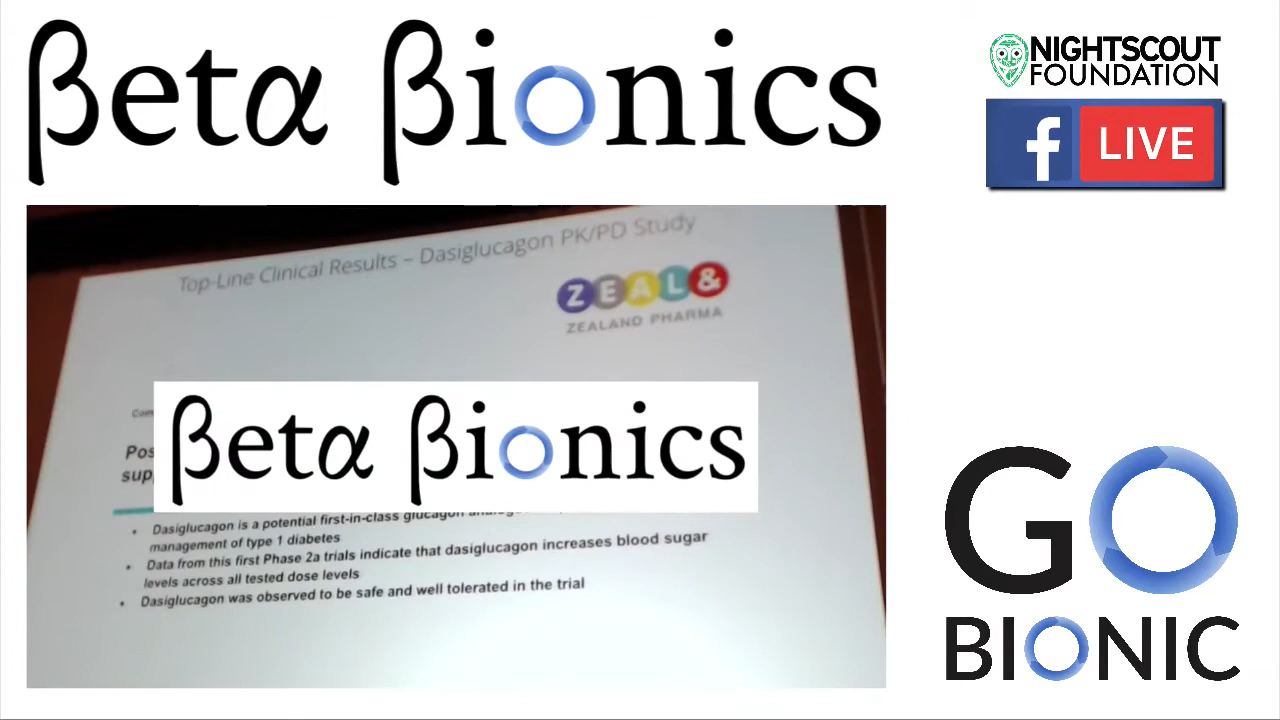 βetα βionics
NIGHTSCOUT
FOUNDATION
f LIVE
Top-Line Clinical Results – Dasiglucagon PK/PD Study
ZEAL&
ZEALAND PHARMA
βetα βionics
• Dasiglucagon is a potential first-in-class glucagon
management of type 1 diabetes
• Data from this first Phase 2a trials indicate that dasiglucagon increases blood sugar
levels across all tested dose levels
• Dasiglucagon was observed to be safe and well tolerated in the trial
GO
BIONIC